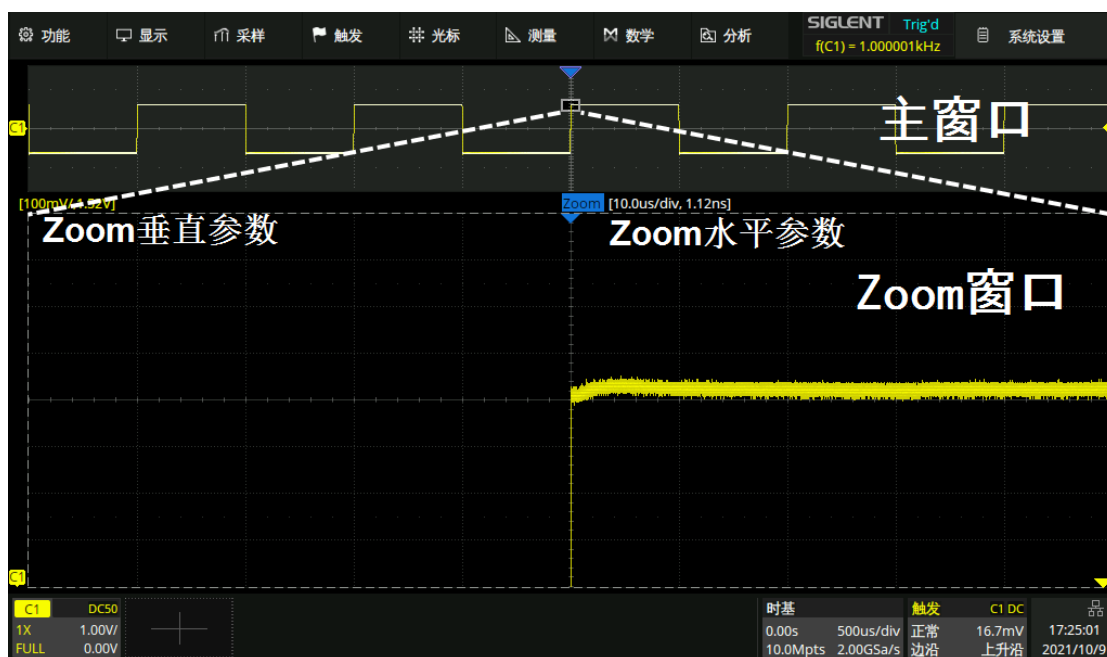 功能 显示 采样 触发 光标 测量 数学 分析 SIGLENT Trig'd 系统设置
f(C1) = 1.000001kHz
主窗口
C1
[100mV/ 1.32V] Zoom [10.0us/div, 1.12ns]
Zoom垂直参数 Zoom水平参数
Zoom窗口
C1
C1 DC50 时基 触发 C1 DC
1X 1.00V/ 0.00s 500us/div 正常 16.7mV 17:25:01
FULL 0.00V 10.0Mpts 2.00GSa/s 边沿 上升沿 2021/10/9